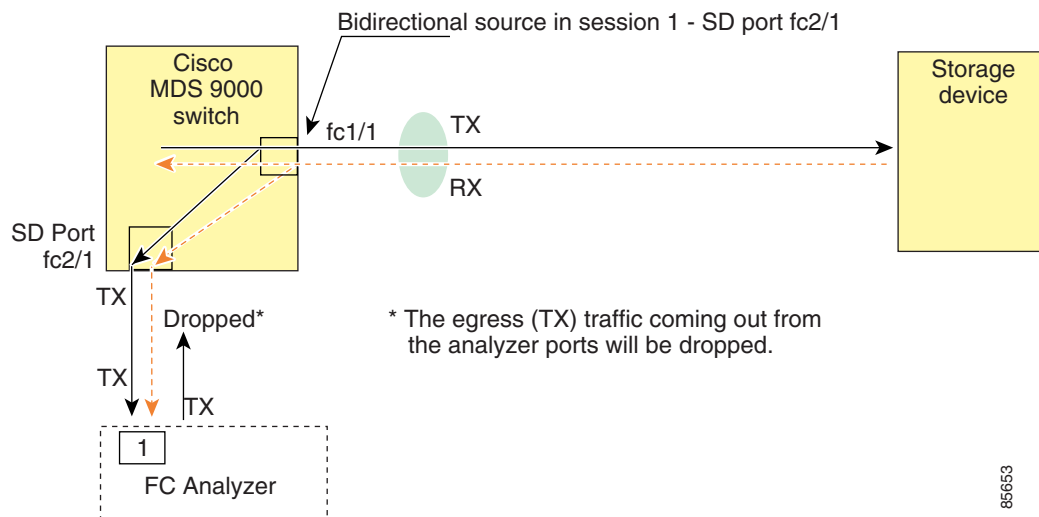 Bidirectional source in session 1 - SD port fc2/1
Cisco
MDS 9000
switch
Storage
device
fc1/1
TX
RX
SD Port
fc2/1
TX
Dropped*
* The egress (TX) traffic coming out from
the analyzer ports will be dropped.
TX
TX
1
FC Analyzer
85653